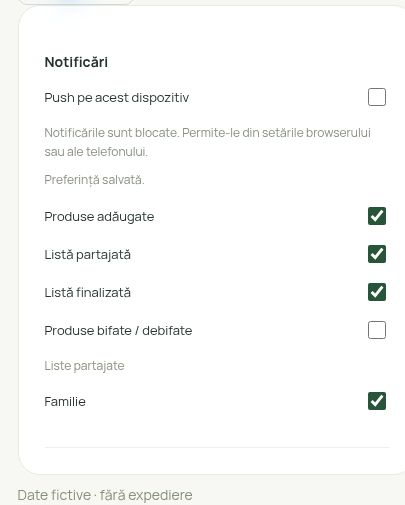 Notificări
Push pe acest dispozitiv
Notificările sunt blocate. Permite-le din setările browserului
sau ale telefonului.
Preferință salvată.
Produse adăugate
Listă partajată
Listă finalizată
Produse bifate / debifate
Liste partajate
Familie
Date fictive · fără expediere